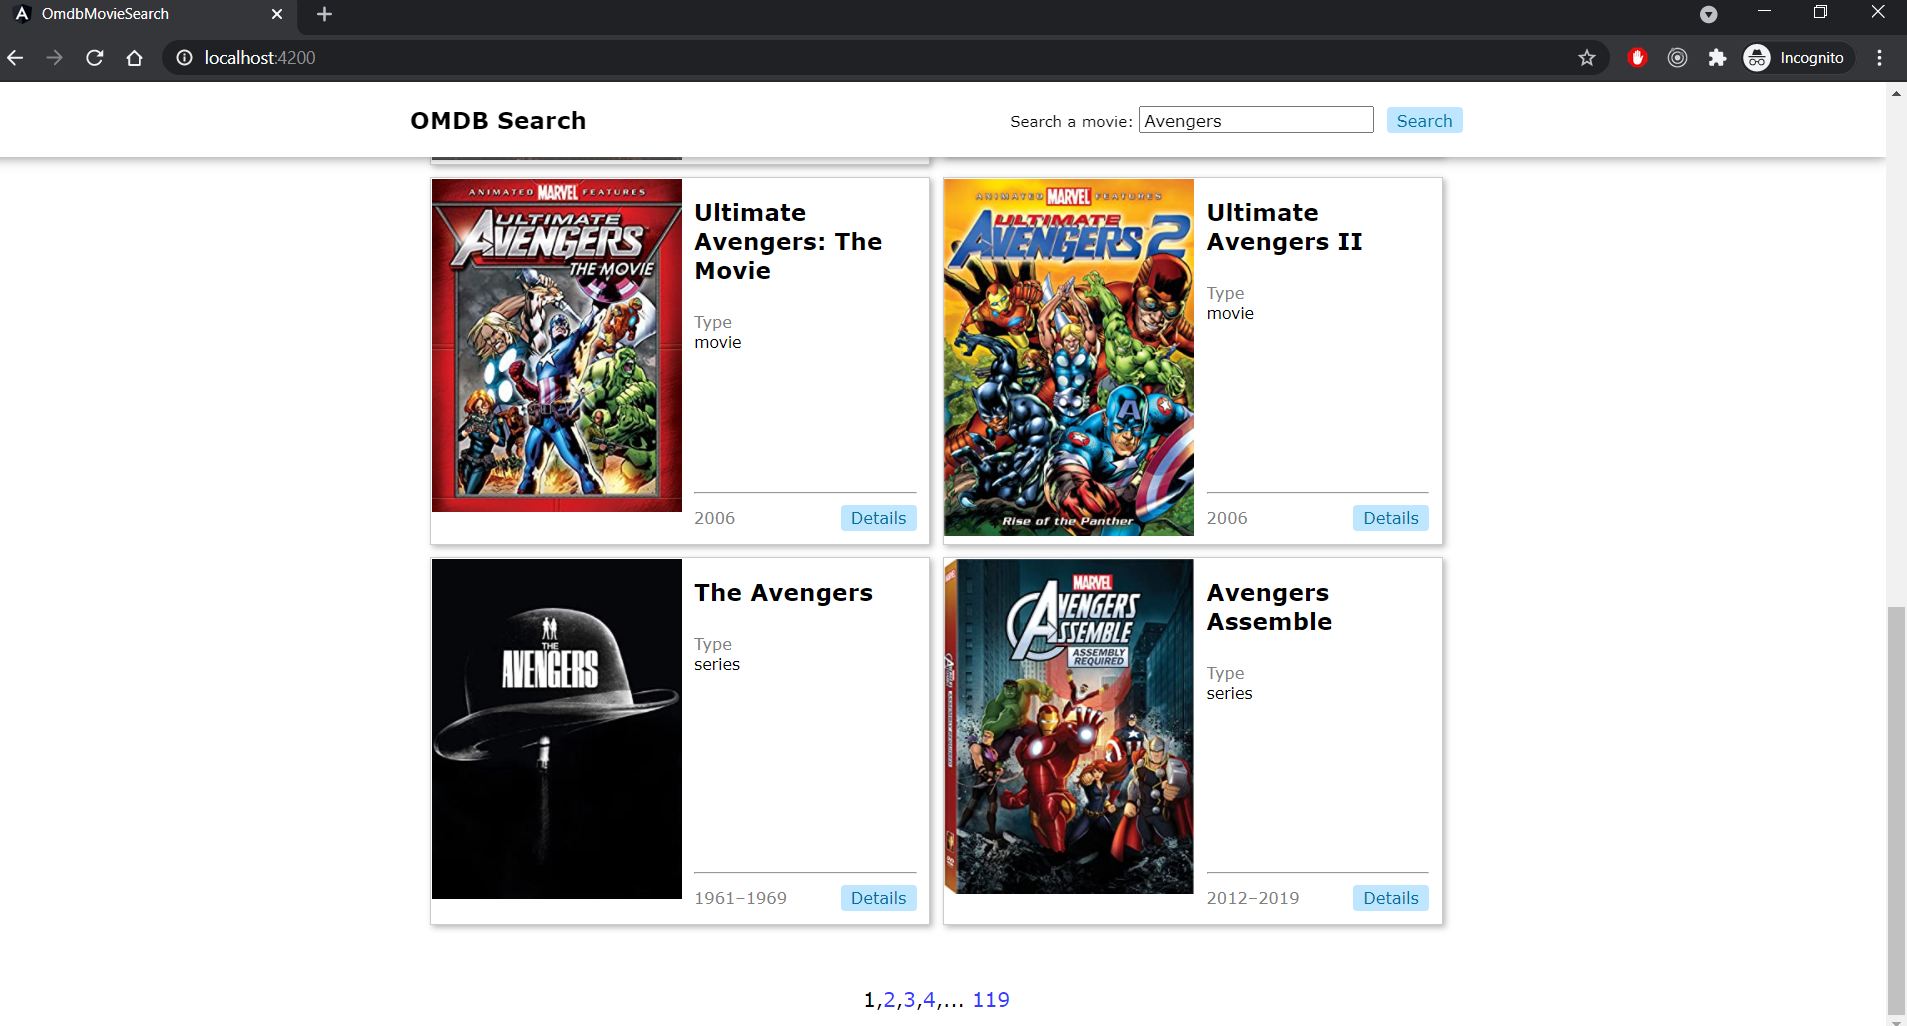 OmdbMovieSearch
localhost:4200
Incognito
OMDB Search
Search a movie: Avengers Search
ANIMATED MARVEL FEATURES
ULTIMATE
AVENGERS
THE MOVIE
Ultimate
Avengers: The
Movie
Type
movie
2006 Details
ANIMATED MARVEL FEATURES
ULTIMATE
AVENGERS 2
Rise of the Panther
Ultimate
Avengers II
Type
movie
2006 Details
THE
AVENGERS
The Avengers
Type
series
1961–1969 Details
MARVEL
AVENGERS
ASSEMBLE
ASSEMBLY
REQUIRED
Avengers
Assemble
Type
series
2012–2019 Details
1,2,3,4,... 119